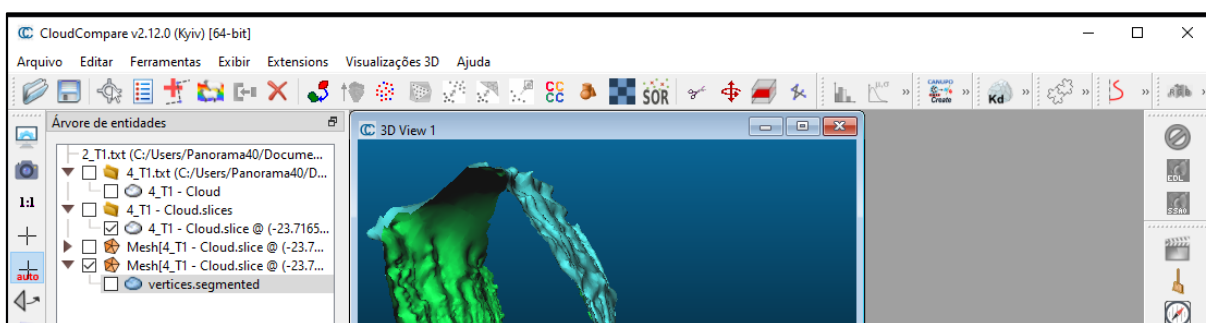 CloudCompare v2.12.0 (Kyiv) [64-bit]
Arquivo Editar Ferramentas Exibir Extensions Visualizações 3D Ajuda
CC CC SOR CANUPO Create Kd
Árvore de entidades
3D View 1
2_T1.txt (C:/Users/Panorama40/Docume...
4_T1.txt (C:/Users/Panorama40/D...
4_T1 - Cloud
4_T1 - Cloud.slices
4_T1 - Cloud.slice @ (-23.7165...
Mesh[4_T1 - Cloud.slice @ (-23.7...
Mesh[4_T1 - Cloud.slice @ (-23.7...
vertices.segmented
1:1
auto
EDL
SSAO